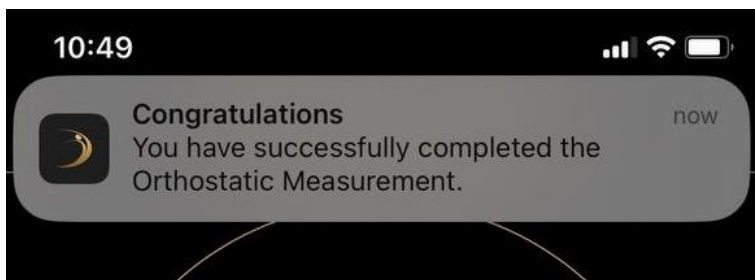 10:49
Congratulations now
You have successfully completed the
Orthostatic Measurement.